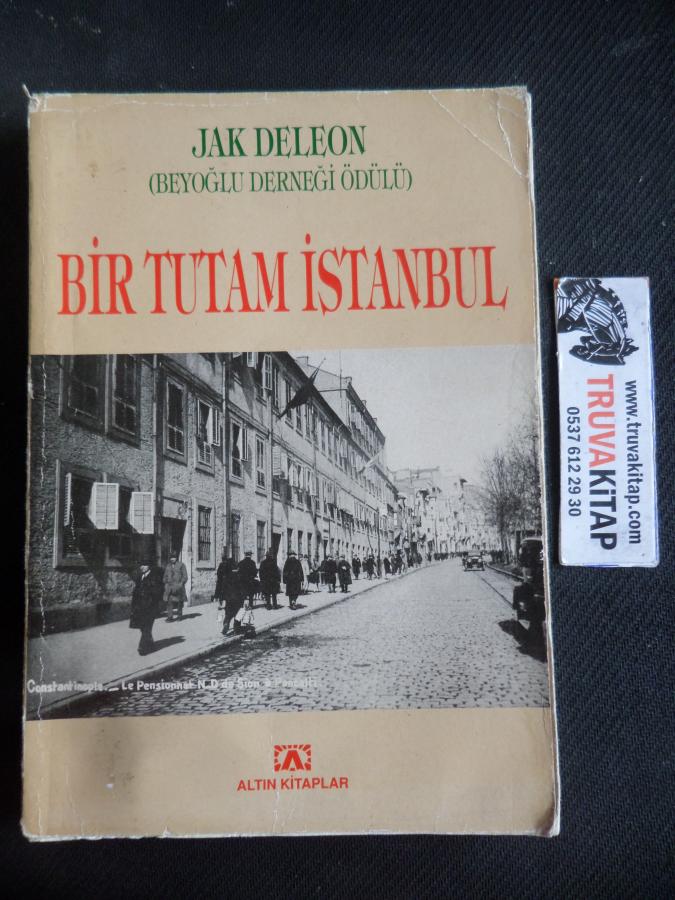 JAK DELEON
(BEYOĞLU DERNEĞİ ÖDÜLÜ)
BİR TUTAM İSTANBUL
Constantinople. — Le Pensionnat N. D de Sion à Pancaldi
ALTIN KİTAPLAR
www.truvakitap.com
TRUVAKİTAP
0537 612 29 30